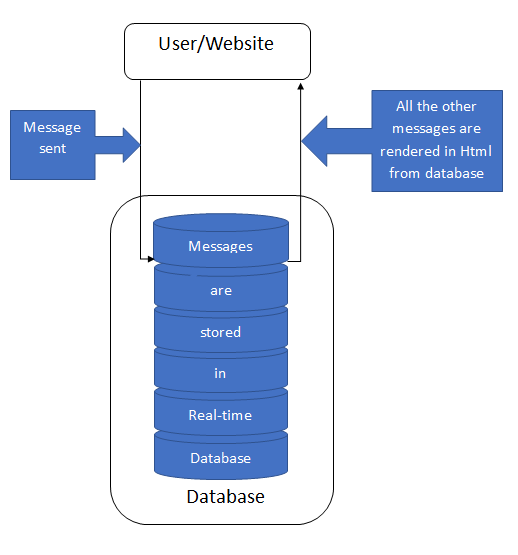 User/Website
Message
sent
All the other
messages are
rendered in Html
from database
Messages
are
stored
in
Real-time
Database
Database